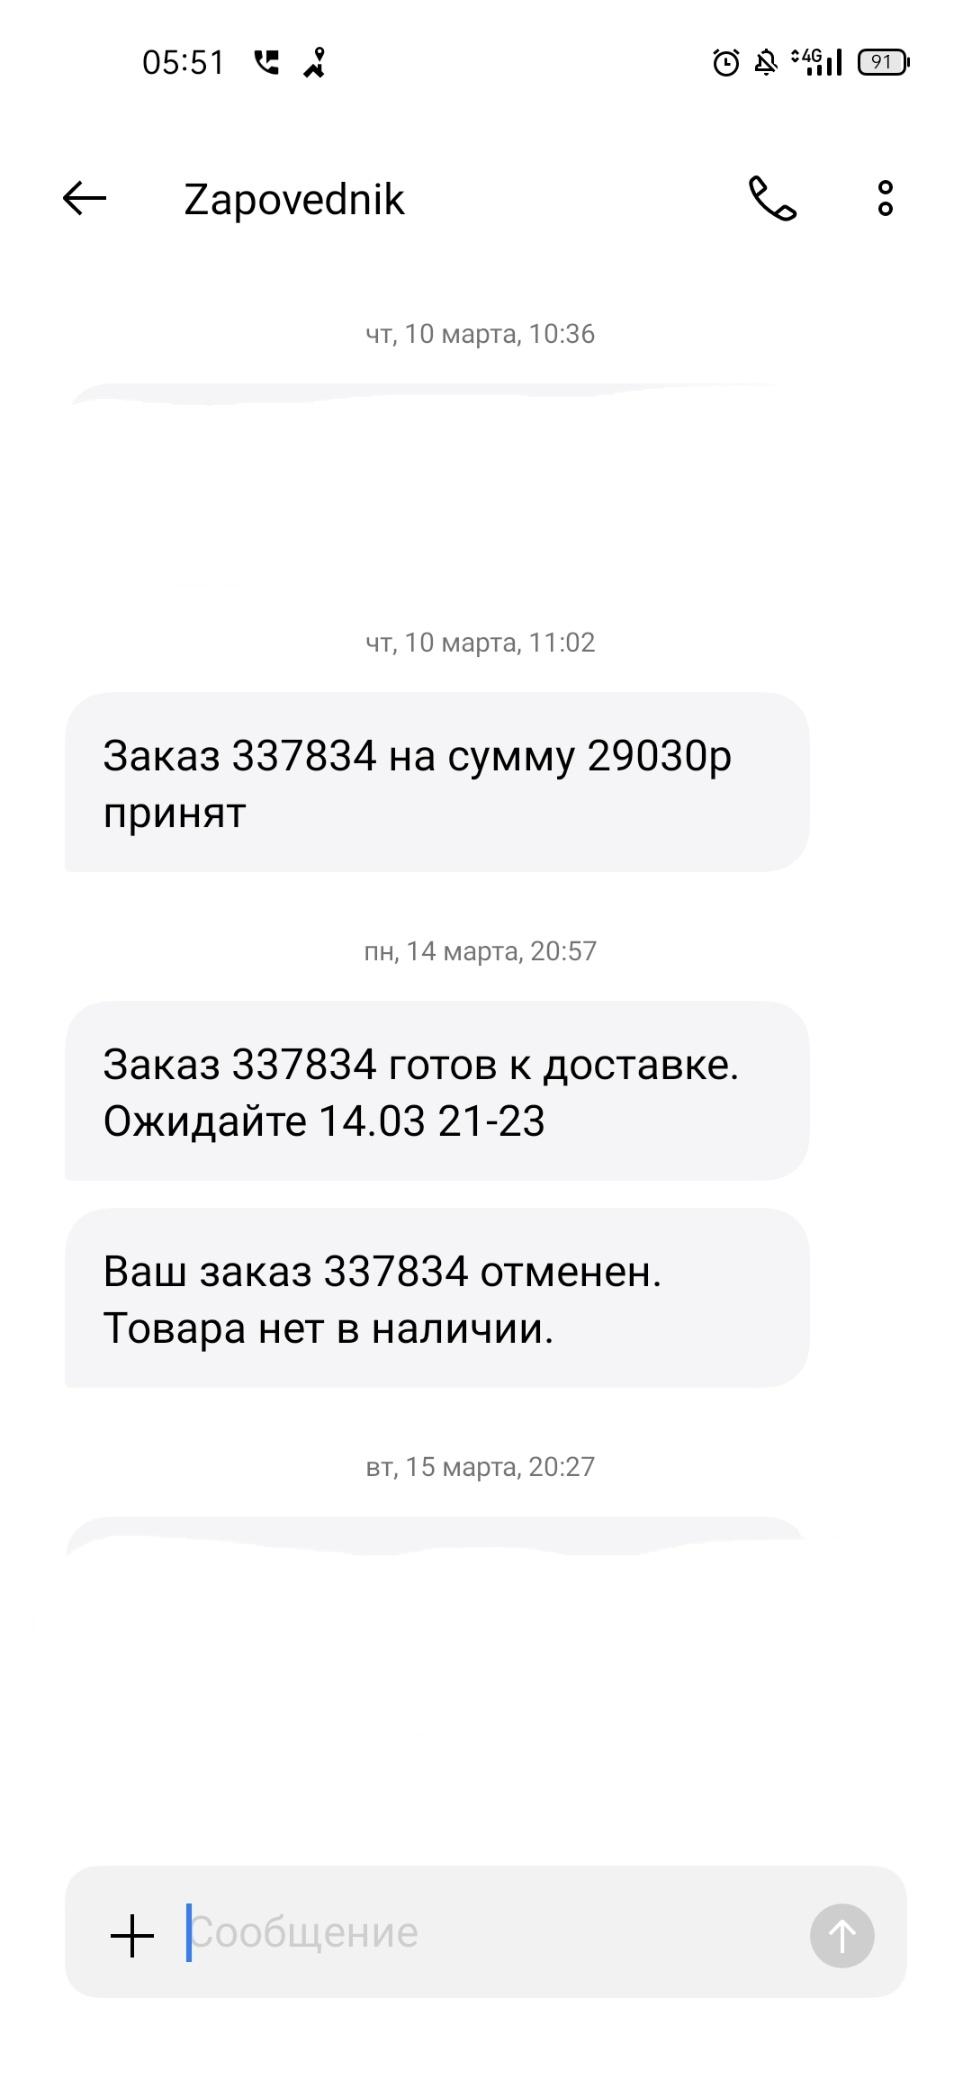 05:51 4G 91
Zapovednik
чт, 10 марта, 10:36
чт, 10 марта, 11:02
Заказ 337834 на сумму 29030р
принят
пн, 14 марта, 20:57
Заказ 337834 готов к доставке.
Ожидайте 14.03 21-23
Ваш заказ 337834 отменен.
Товара нет в наличии.
вт, 15 марта, 20:27
Сообщение